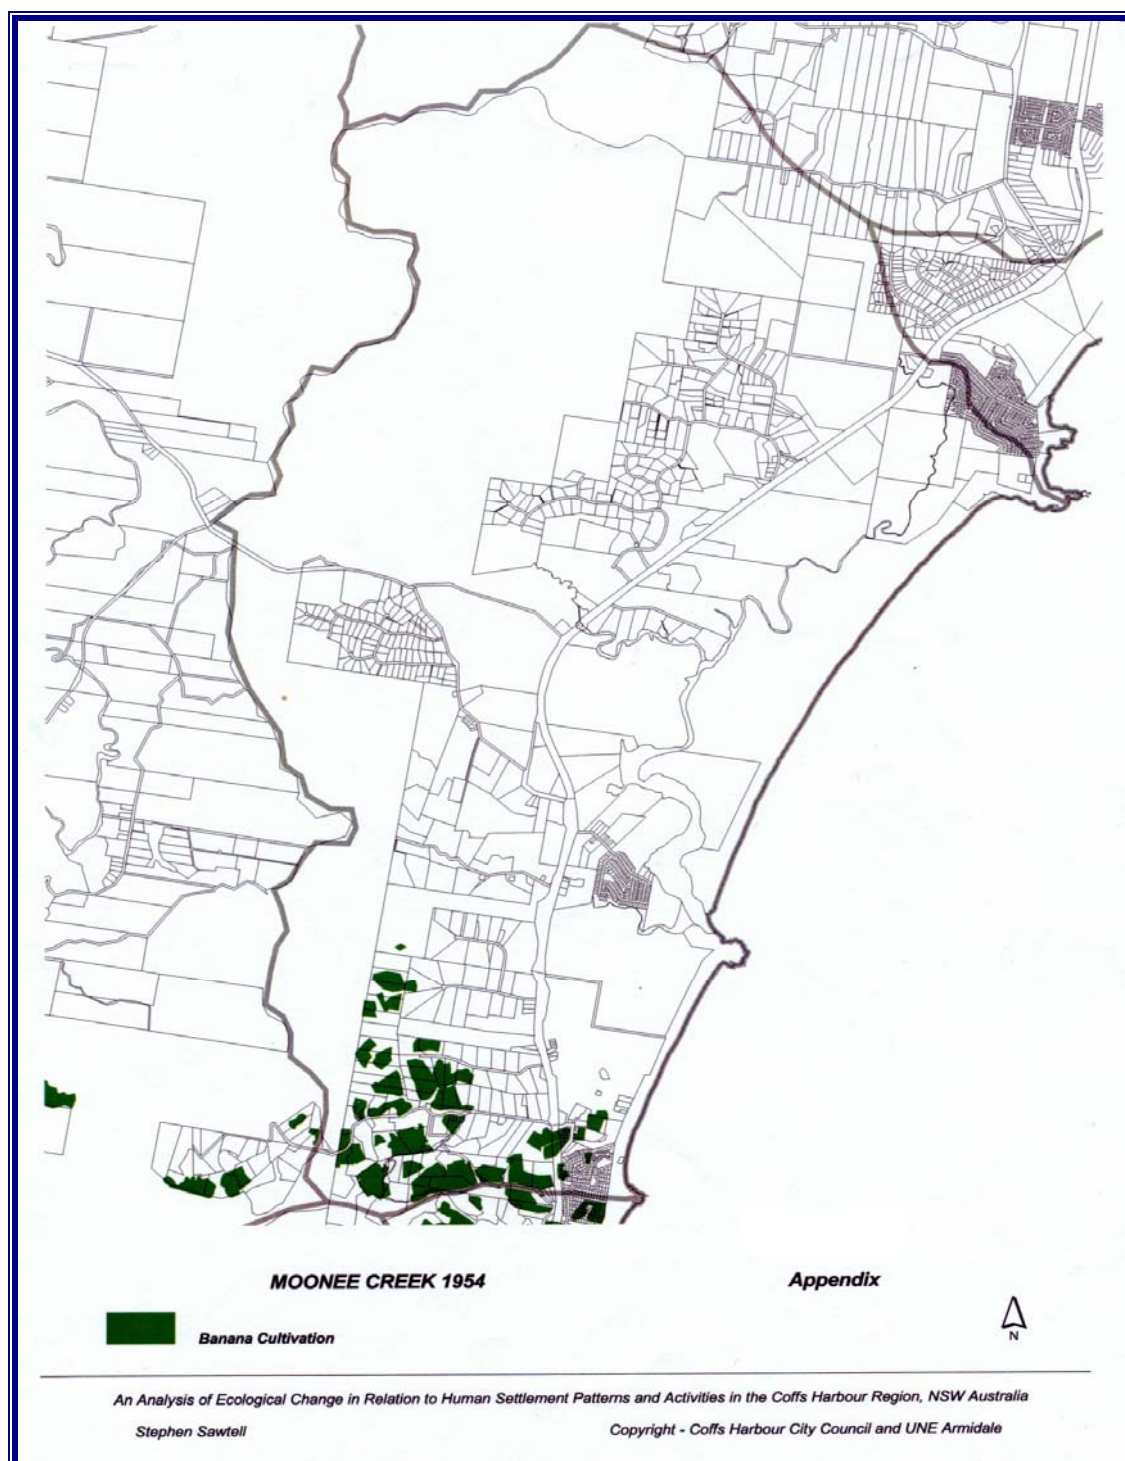 MOONEE CREEK 1954
Appendix
Banana Cultivation
N
An Analysis of Ecological Change in Relation to Human Settlement Patterns and Activities in the Coffs Harbour Region, NSW Australia
Stephen Sawtell
Copyright - Coffs Harbour City Council and UNE Armidale